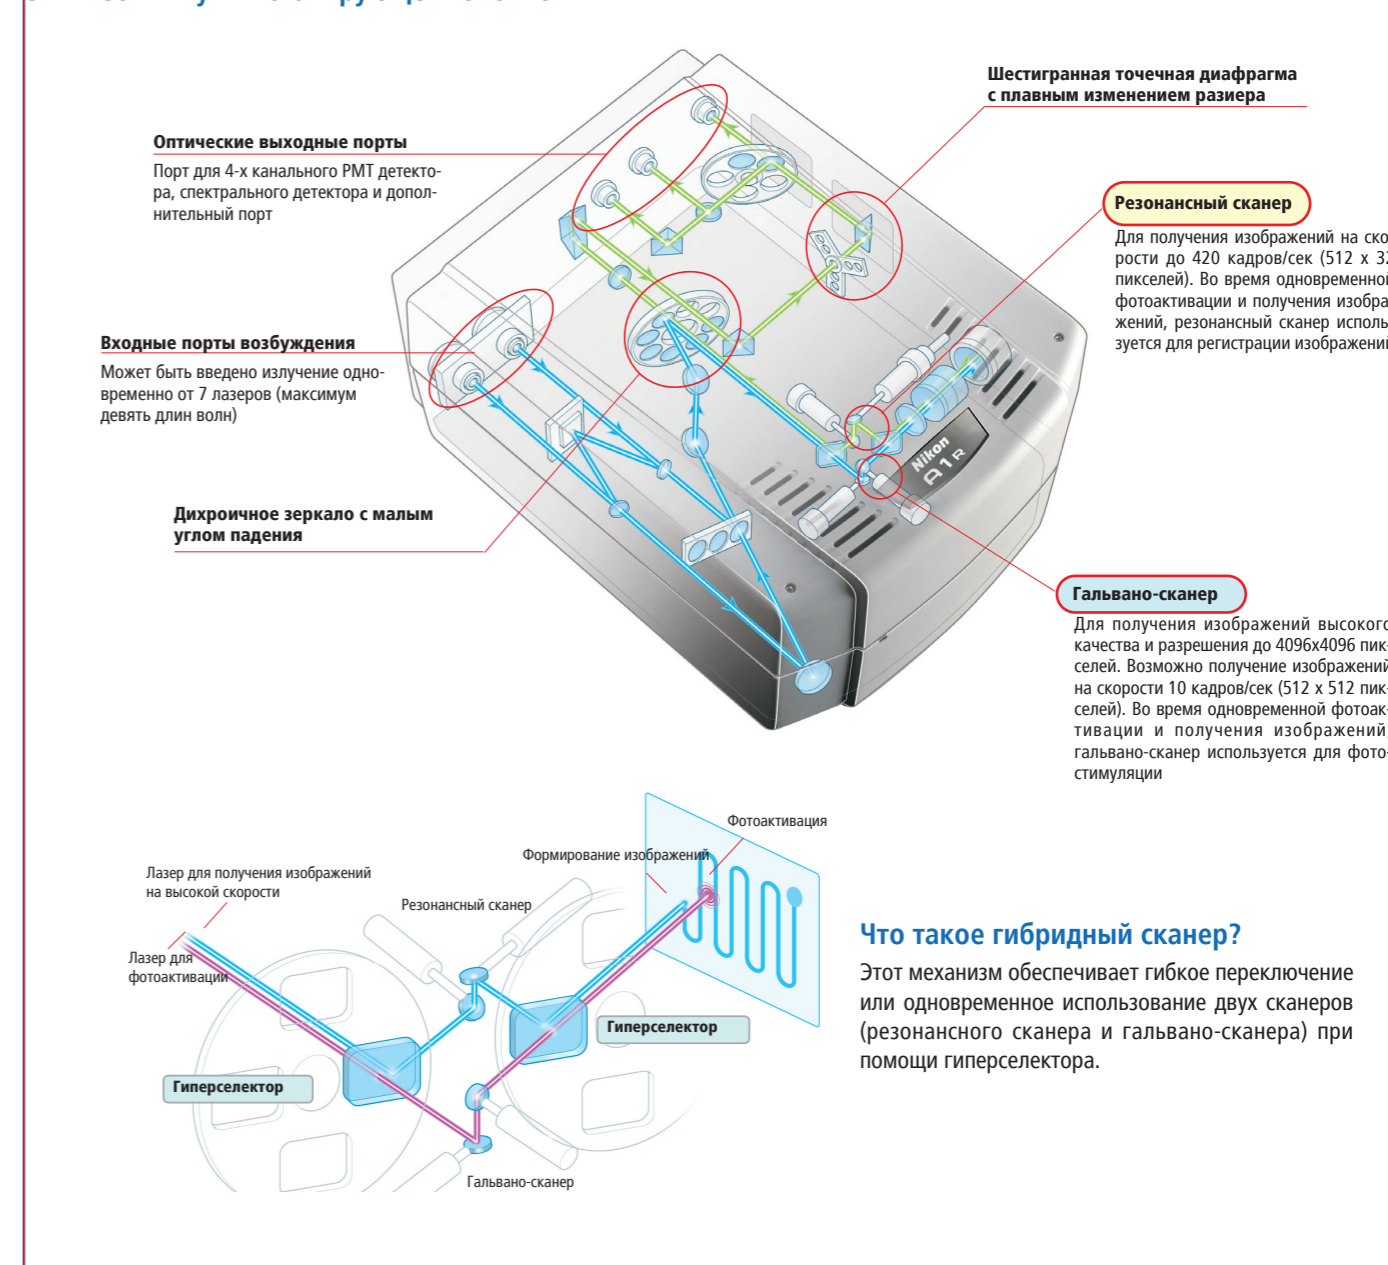 Шестигранная точечная диафрагма
с плавным изменением разиера
Оптические выходные порты
Порт для 4-х канального РМТ детекто-
ра, спектрального детектора и допол-
нительный порт
Резонансный сканер
Для получения изображений на ско
рости до 420 кадров/сек (512 x 32
пикселей). Во время одновременной
фотоактивации и получения изобра
жений, резонансный сканер исполь
зуется для регистрации изображений
Входные порты возбуждения
Может быть введено излучение одно-
временно от 7 лазеров (максимум
девять длин волн)
Nikon
A1R
Дихроичное зеркало с малым
углом падения
Гальвано-сканер
Для получения изображений высокого
качества и разрешения до 4096x4096 пик-
селей. Возможно получение изображений
на скорости 10 кадров/сек (512 x 512 пик-
селей). Во время одновременной фотоак-
тивации и получения изображений,
гальвано-сканер используется для фото-
стимуляции
Фотоактивация
Формирование изображений
Лазер для получения изображений
на высокой скорости
Резонансный сканер
Лазер для
фотоактивации
Гиперселектор
Гиперселектор
Гальвано-сканер
Что такое гибридный сканер?
Этот механизм обеспечивает гибкое переключение
или одновременное использование двух сканеров
(резонансного сканера и гальвано-сканера) при
помощи гиперселектора.